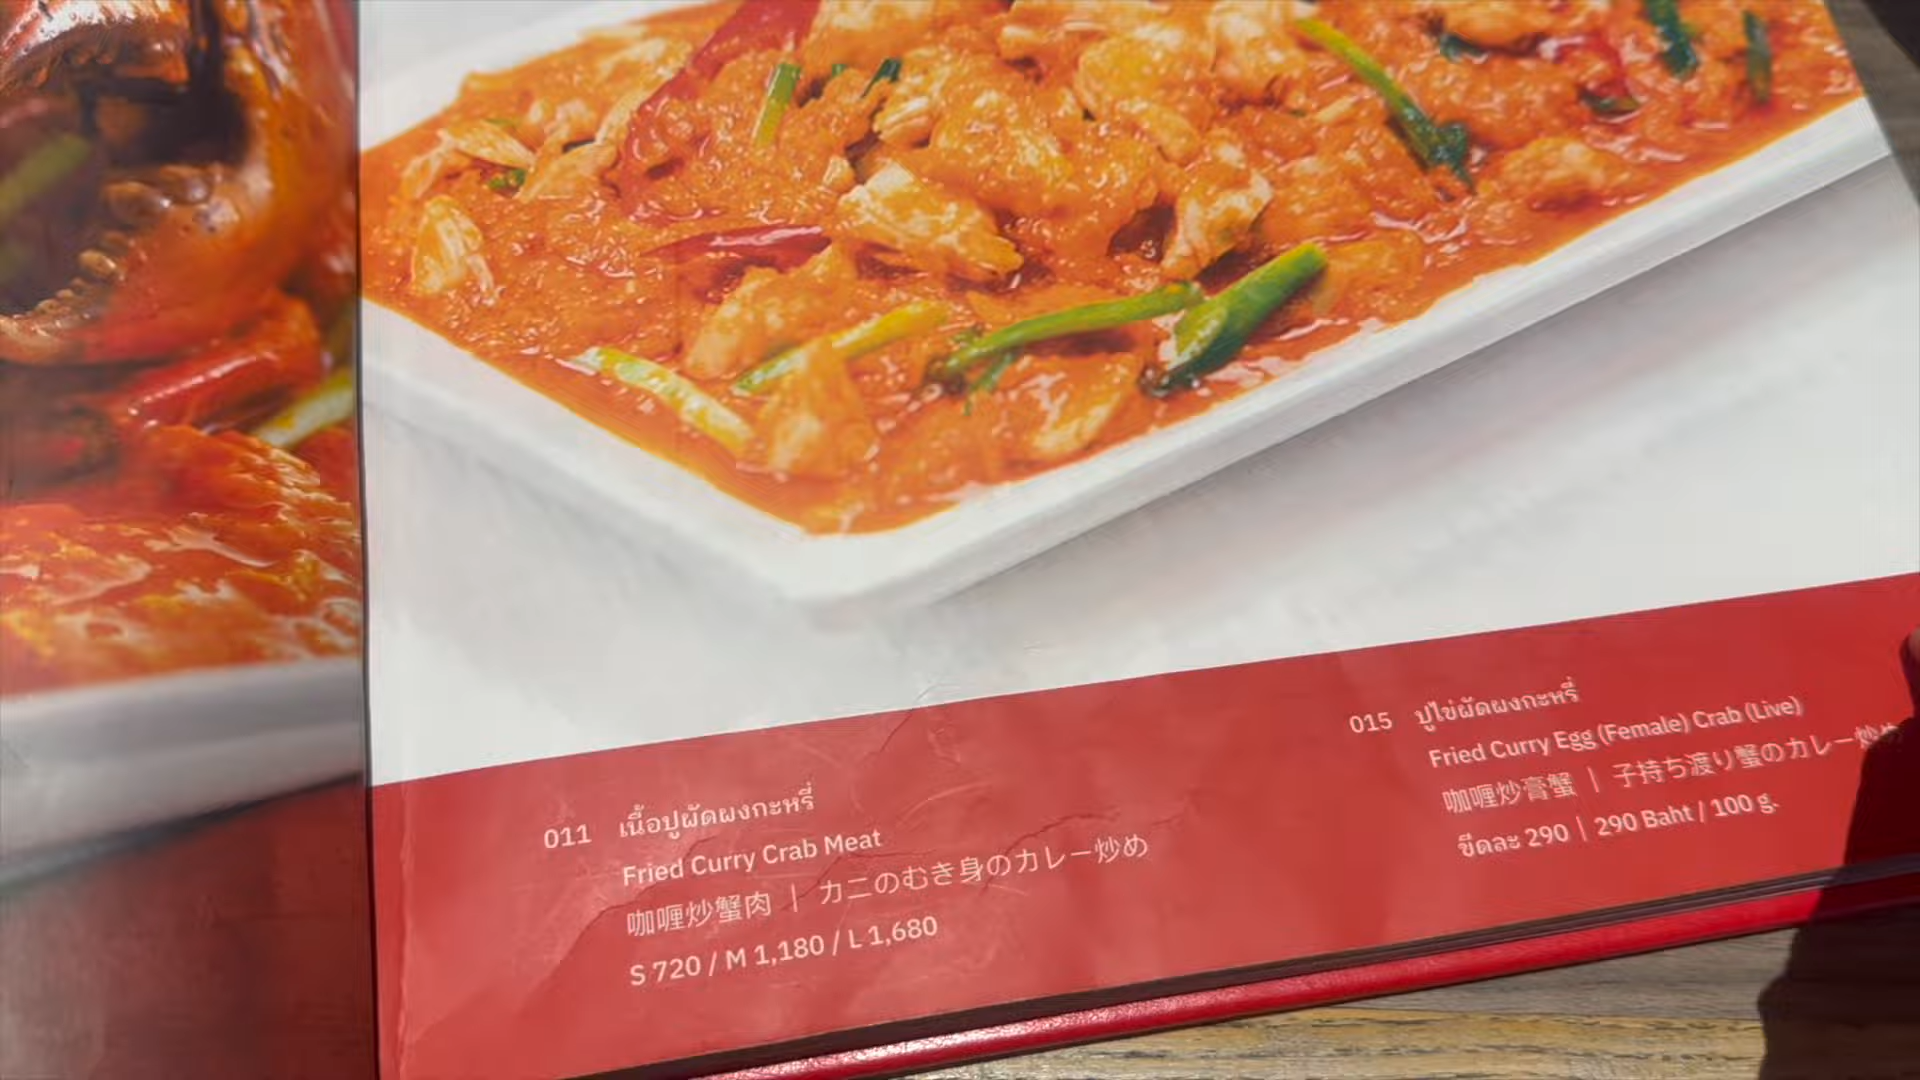 011 เนื้อปูผัดผงกะหรี่
Fried Curry Crab Meat
咖喱炒蟹肉 | カニのむき身のカレー炒め
S 720 / M 1,180 / L 1,680
015 ปูไข่ผัดผงกะหรี่
Fried Curry Egg (Female) Crab (Live)
咖喱炒膏蟹 | 子持ち渡り蟹のカレー炒め
ขีดละ 290 | 290 Baht / 100 g.